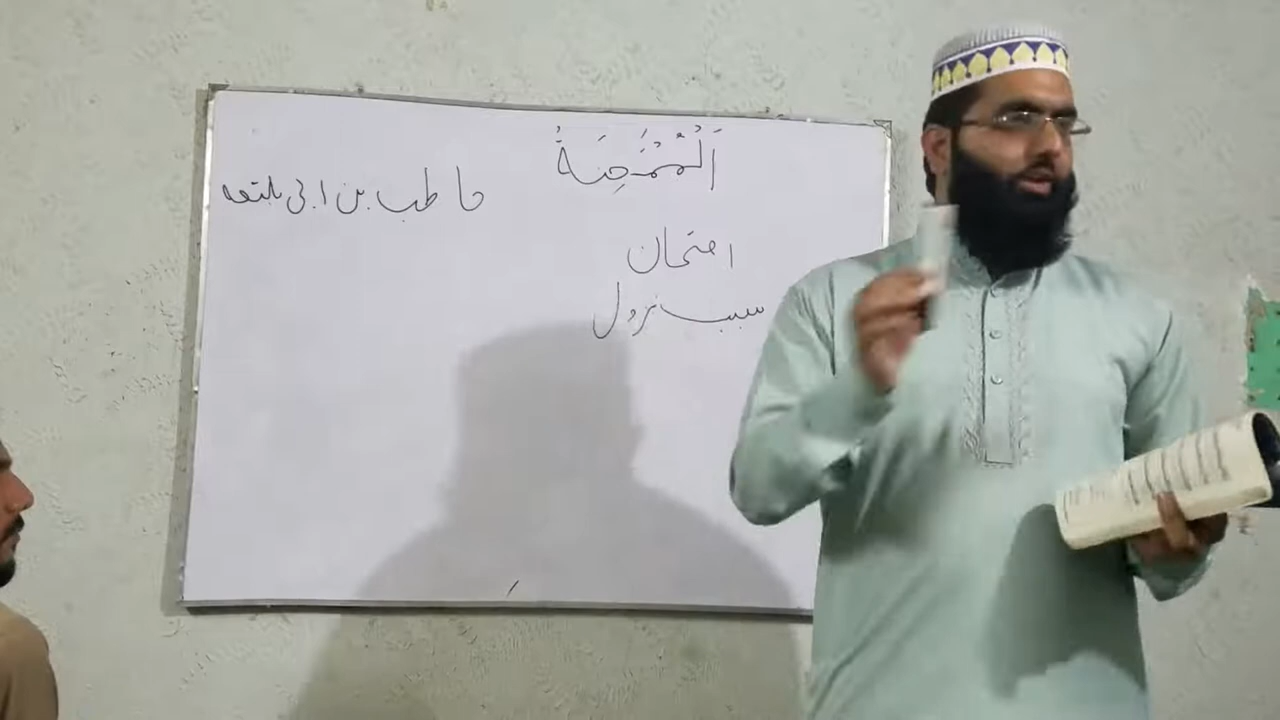 اَلْمُمْتَحِنَةُ
حاطب بن ابی بلتعہ
امتحان
سبب نزول